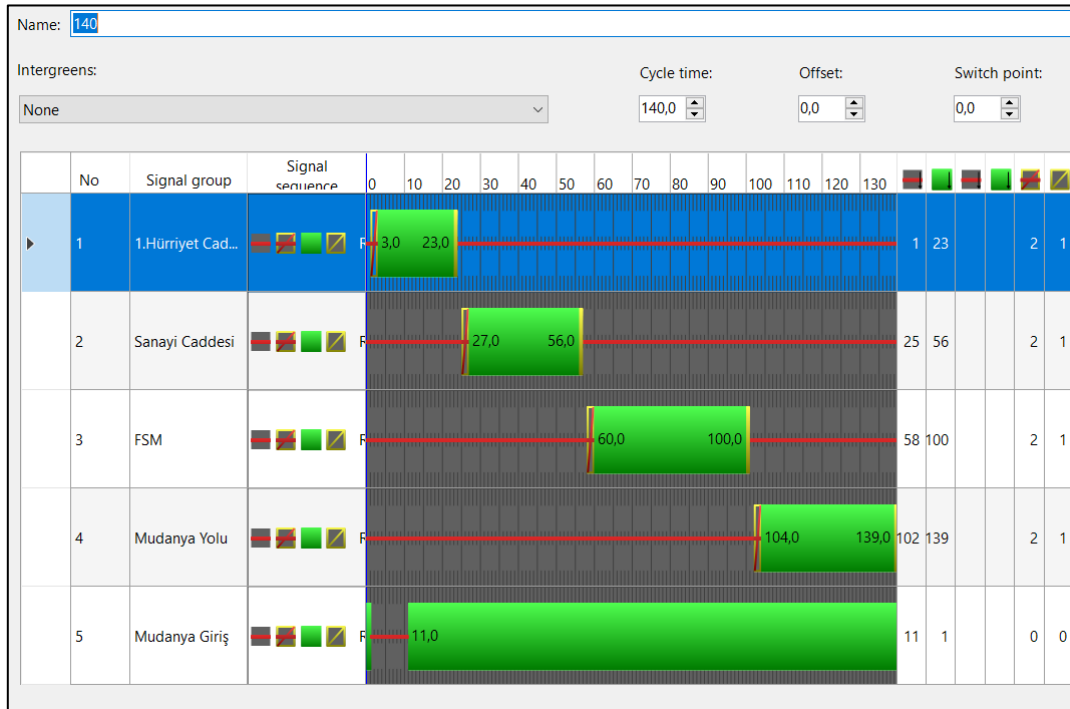 Name: 140
Intergreens: Cycle time: Offset: Switch point:
None 140,0 0,0 0,0
No Signal group Signal sequence 0 10 20 30 40 50 60 70 80 90 100 110 120 130
1 1.Hürriyet Cad... R 3,0 23,0 1 23 2 1
2 Sanayi Caddesi R 27,0 56,0 25 56 2 1
3 FSM R 60,0 100,0 58 100 2 1
4 Mudanya Yolu R 104,0 139,0 102 139 2 1
5 Mudanya Giriş R 11,0 11 1 0 0